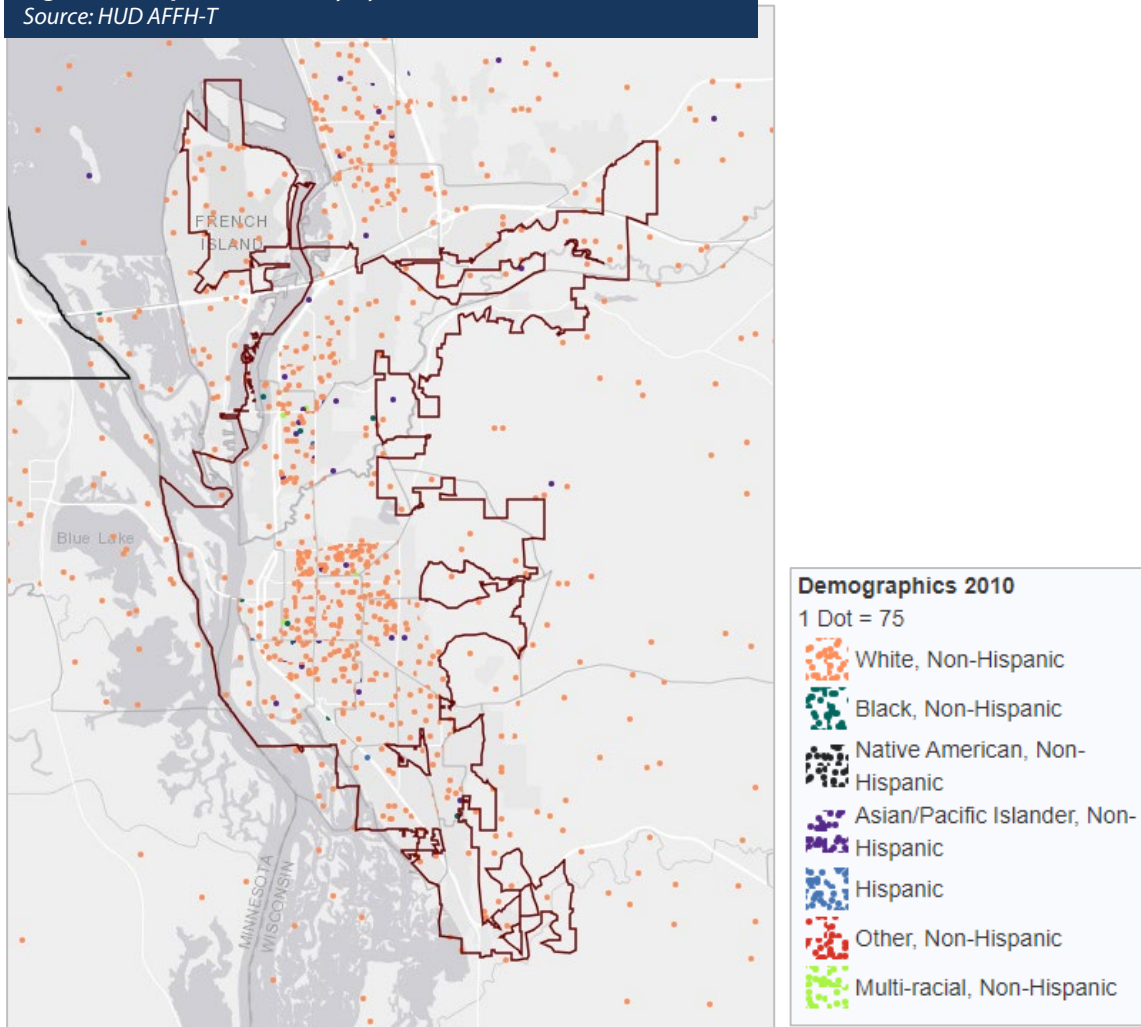 Source: HUD AFFH-T
FRENCH
ISLAND
Blue Lake
MINNESOTA
WISCONSIN
Demographics 2010
1 Dot = 75
White, Non-Hispanic
Black, Non-Hispanic
Native American, Non-
Hispanic
Asian/Pacific Islander, Non-
Hispanic
Hispanic
Other, Non-Hispanic
Multi-racial, Non-Hispanic